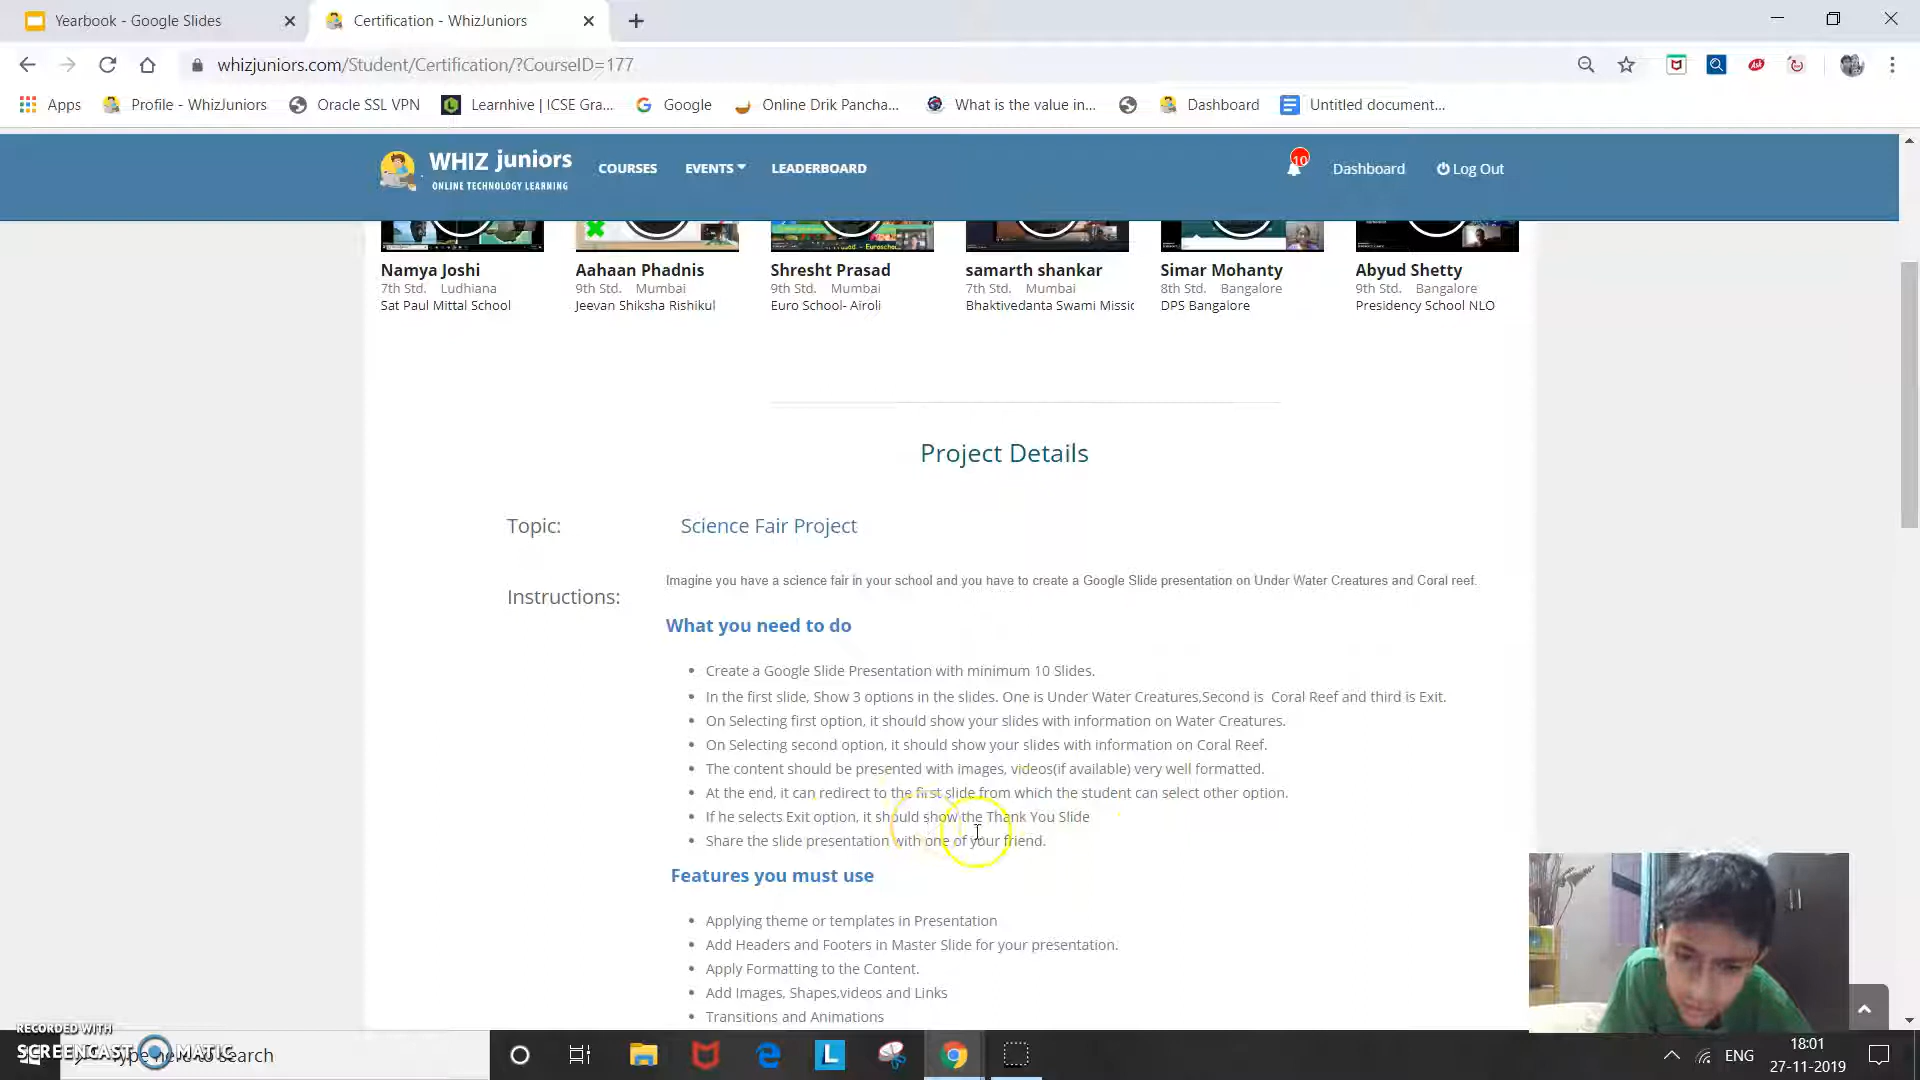 Yearbook - Google Slides
Certification - WhizJuniors
whizjuniors.com/Student/Certification/?CourseID=177
Apps
Profile - WhizJuniors
Oracle SSL VPN
Learnhive | ICSE Gra...
Google
Online Drik Pancha...
What is the value in...
Dashboard
Untitled document...
WHIZ juniors
ONLINE TECHNOLOGY LEARNING
COURSES
EVENTS
LEADERBOARD
10
Dashboard
Log Out
Namya Joshi
7th Std. Ludhiana
Sat Paul Mittal School
Aahaan Phadnis
9th Std. Mumbai
Jeevan Shiksha Rishikul
Shresht Prasad
9th Std. Mumbai
Euro School- Airoli
samarth shankar
7th Std. Mumbai
Bhaktivedanta Swami Missic
Simar Mohanty
8th Std. Bangalore
DPS Bangalore
Abyud Shetty
9th Std. Bangalore
Presidency School NLO
Project Details
Topic:
Science Fair Project
Instructions:
Imagine you have a science fair in your school and you have to create a Google Slide presentation on Under Water Creatures and Coral reef.
What you need to do
Create a Google Slide Presentation with minimum 10 Slides.
In the first slide, Show 3 options in the slides. One is Under Water Creatures,Second is Coral Reef and third is Exit.
On Selecting first option, it should show your slides with information on Water Creatures.
On Selecting second option, it should show your slides with information on Coral Reef.
The content should be presented with images, videos(if available) very well formatted.
At the end, it can redirect to the first slide from which the student can select other option.
If he selects Exit option, it should show the Thank You Slide
Share the slide presentation with one of your friend.
Features you must use
Applying theme or templates in Presentation
Add Headers and Footers in Master Slide for your presentation.
Apply Formatting to the Content.
Add Images, Shapes,videos and Links
Transitions and Animations
RECORDED WITH
SCREENCAST MATIC
Type here to search
ENG
18:01
27-11-2019